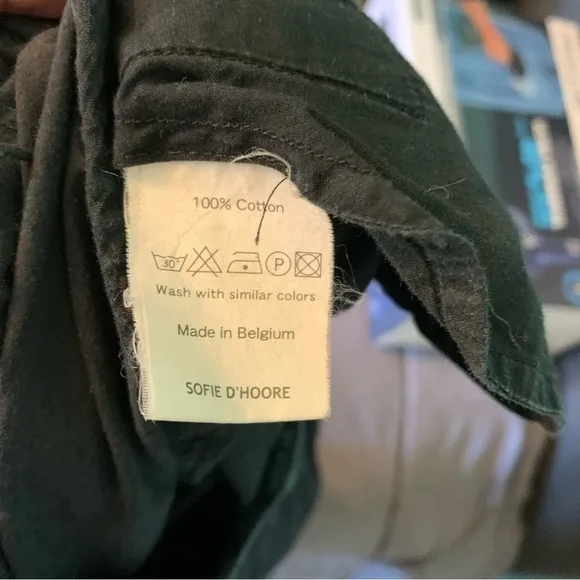 100% Cotton
30° P
Wash with similar colors
Made in Belgium
SOFIE D'HOORE